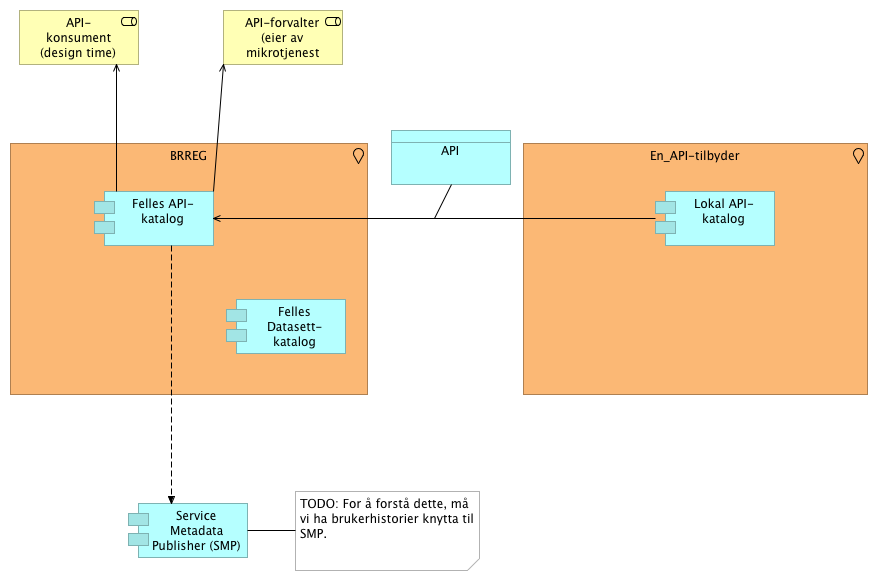 API-
konsument
(design time)
API-forvalter
(eier av
mikrotjenest
BRREG
API
En_API-tilbyder
Felles API-
katalog
Lokal API-
katalog
Felles
Datasett-
katalog
Service
Metadata
Publisher (SMP)
TODO: For å forstå dette, må
vi ha brukerhistorier knytta til
SMP.